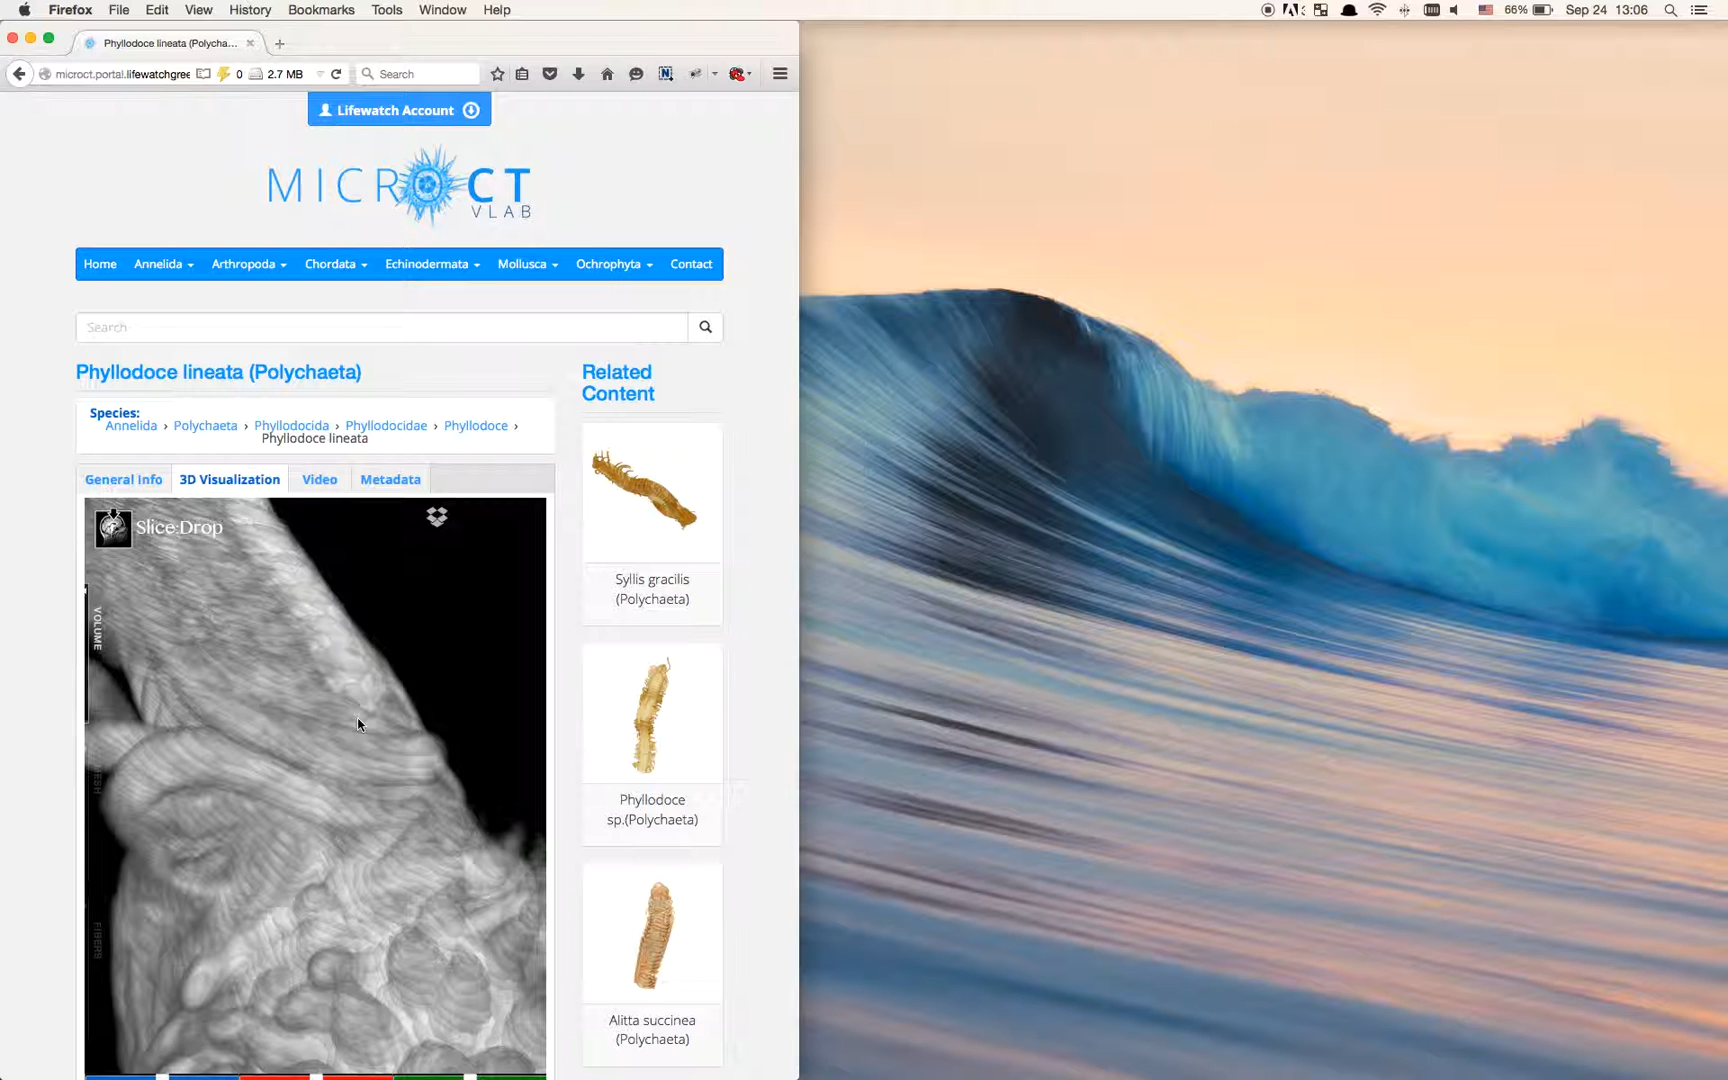 Firefox File Edit View History Bookmarks Tools Window Help 66% Sep 24 13:06
Phyllodoce lineata (Polycha...
microct.portal.lifewatchgree 0 2.7 MB Search
Lifewatch Account
MICROCT
VLAB
Home Annelida Arthropoda Chordata Echinodermata Mollusca Ochrophyta Contact
Search
Phyllodoce lineata (Polychaeta)
Related
Content
Species:
Annelida › Polychaeta › Phyllodocida › Phyllodocidae › Phyllodoce ›
Phyllodoce lineata
General Info 3D Visualization Video Metadata
Slice:Drop
VOLUME
FIBERS
Syllis gracilis
(Polychaeta)
Phyllodoce
sp.(Polychaeta)
Alitta succinea
(Polychaeta)